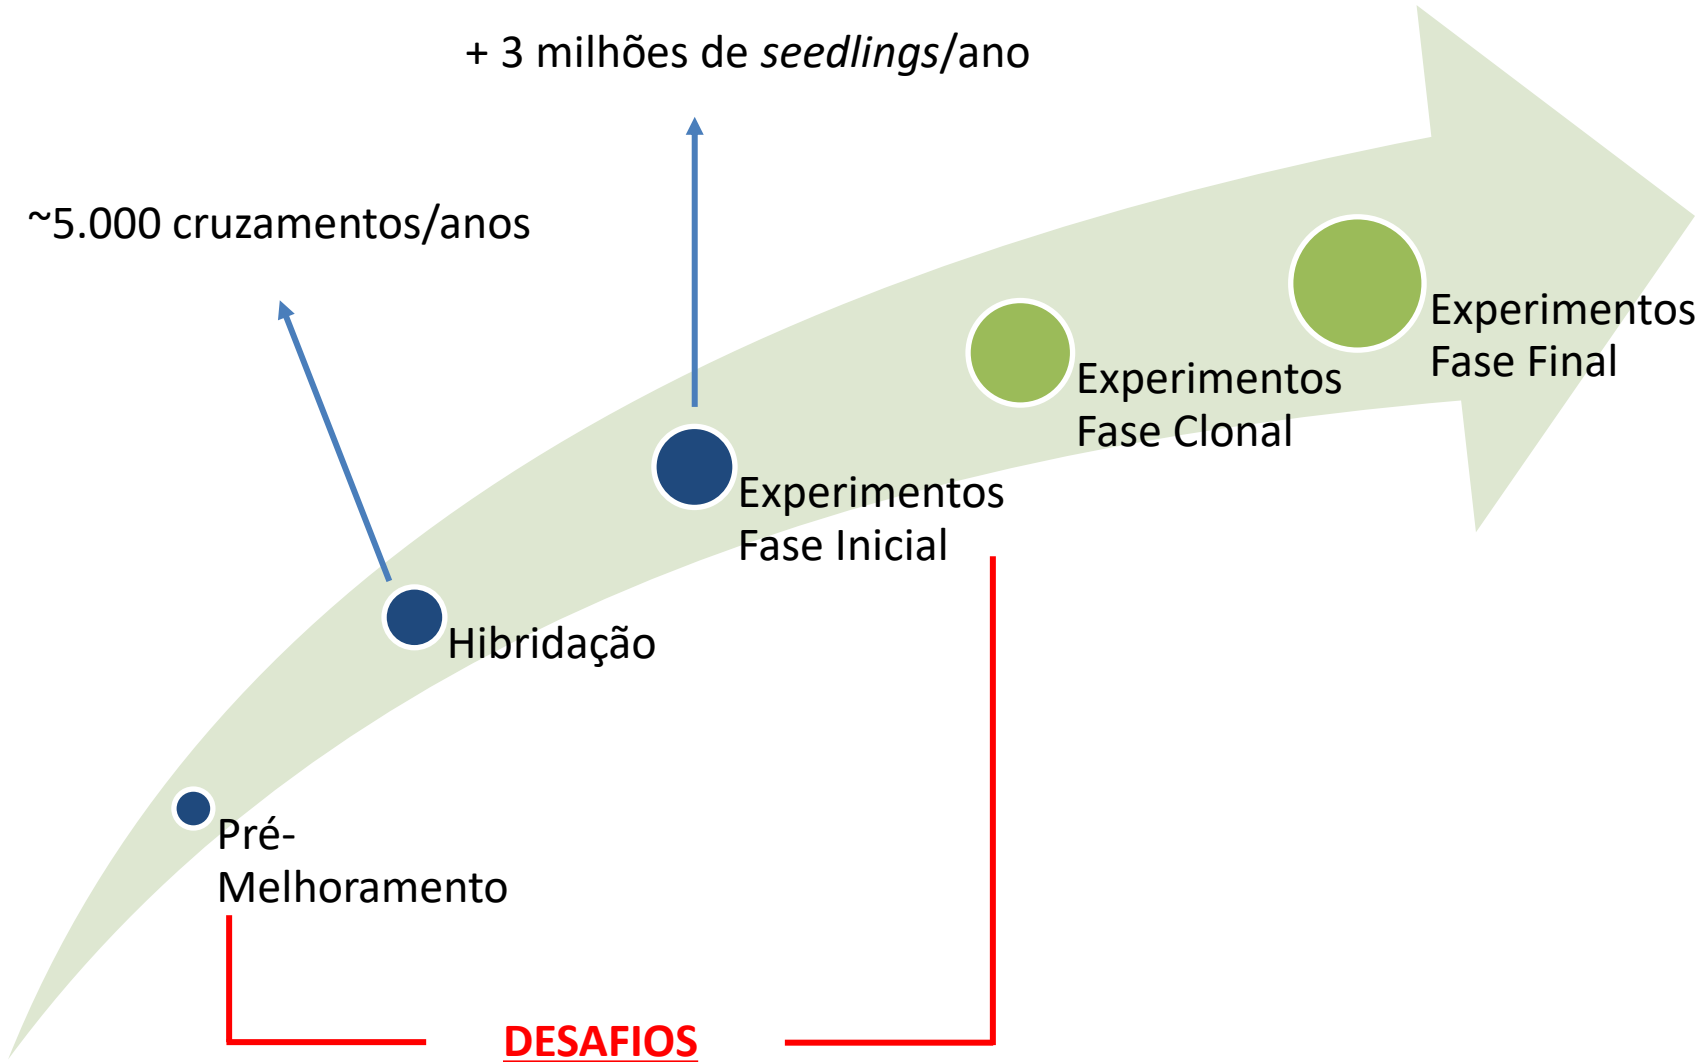 + 3 milhões de seedlings/ano
~5.000 cruzamentos/anos
Experimentos
Fase Final
Experimentos
Fase Clonal
Experimentos
Fase Inicial
Hibridação
Pré-
Melhoramento
DESAFIOS